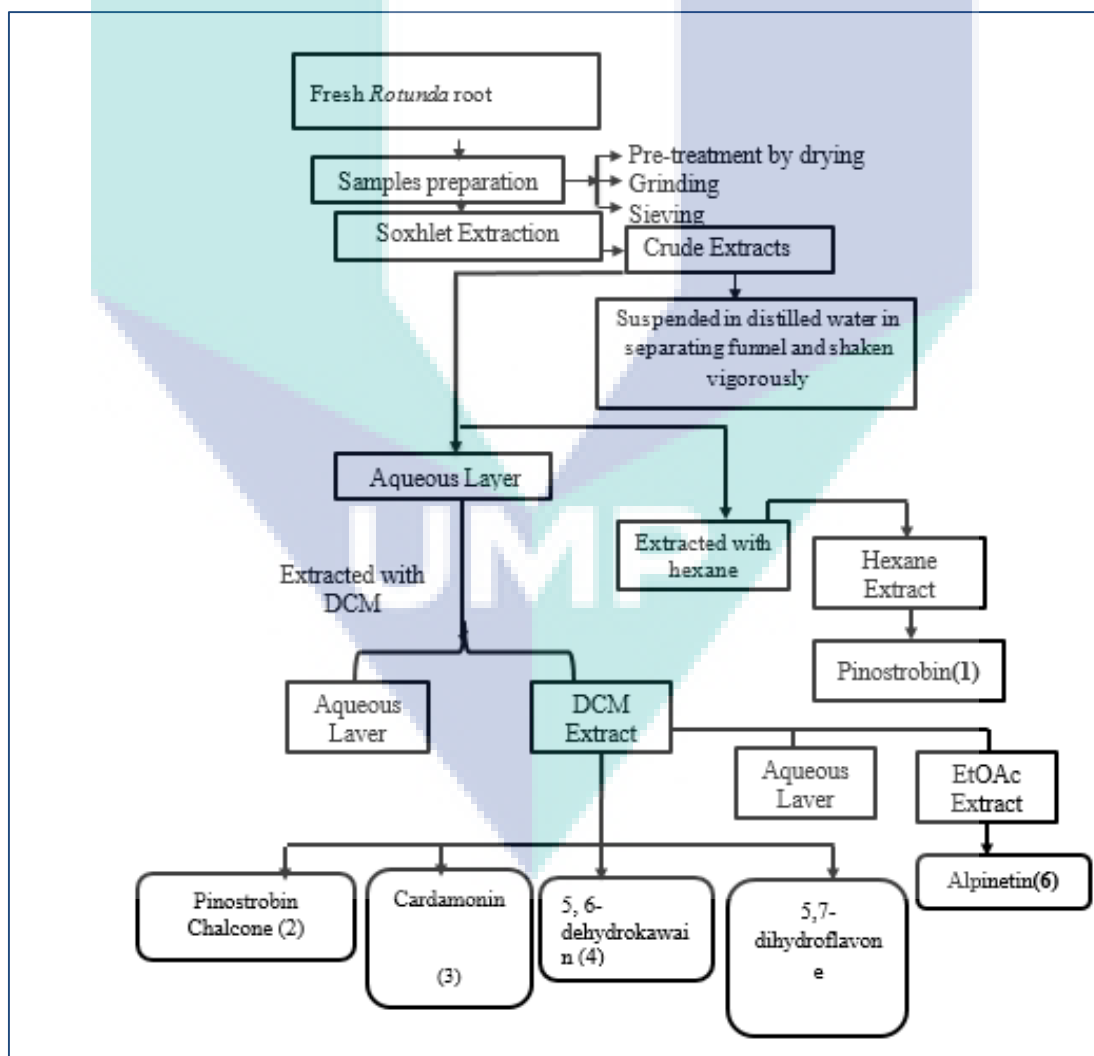 Fresh Rotunda root
Samples preparation
Pre-treatment by drying
Grinding
Sieving
Soxhlet Extraction
Crude Extracts
Suspended in distilled water in
separating funnel and shaken
vigorously
Aqueous Layer
Extracted with
hexane
Hexane
Extract
Pinostrobin(1)
Extracted with
DCM
UMP
Aqueous
Laver
DCM
Extract
Aqueous
Laver
EtOAc
Extract
Alpinetin(6)
Pinostrobin
Chalcone (2)
Cardamonin
(3)
5, 6-
dehydrokawai
n (4)
5,7-
dihydroflavon
e